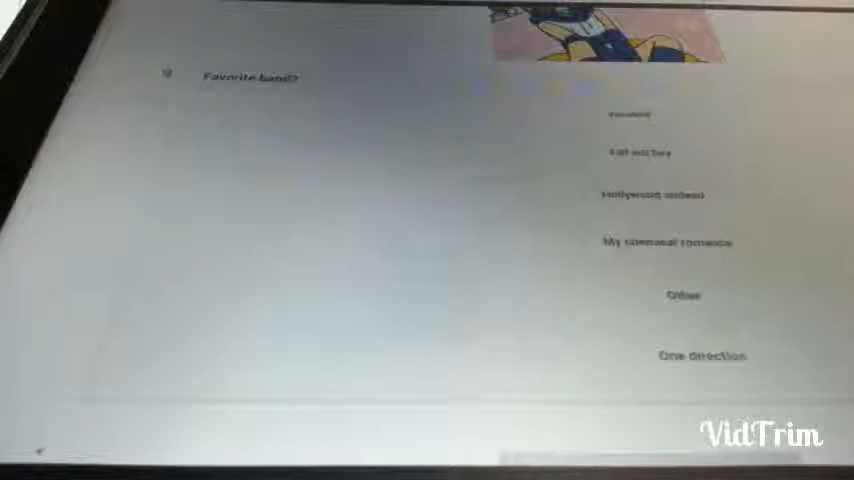 Favorite band?
Fall out boy
Hollywood undead
My chemical romance
Other
One direction
VidTrim